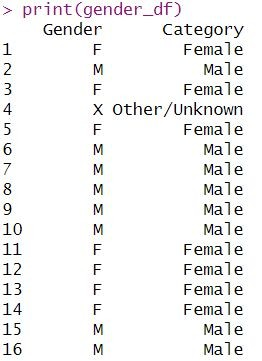 > print(gender_df)
Gender Category
1 F Female
2 M Male
3 F Female
4 X Other/Unknown
5 F Female
6 M Male
7 M Male
8 M Male
9 M Male
10 M Male
11 F Female
12 F Female
13 F Female
14 F Female
15 M Male
16 M Male